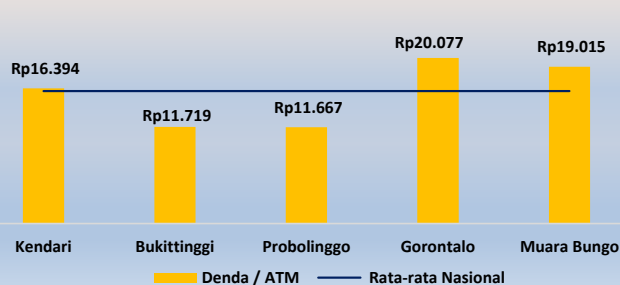 Rp16.394
Rp11.719
Rp11.667
Rp20.077
Rp19.015
Kendari
Bukittinggi
Probolinggo
Gorontalo
Muara Bungo
Denda / ATM
Rata-rata Nasional